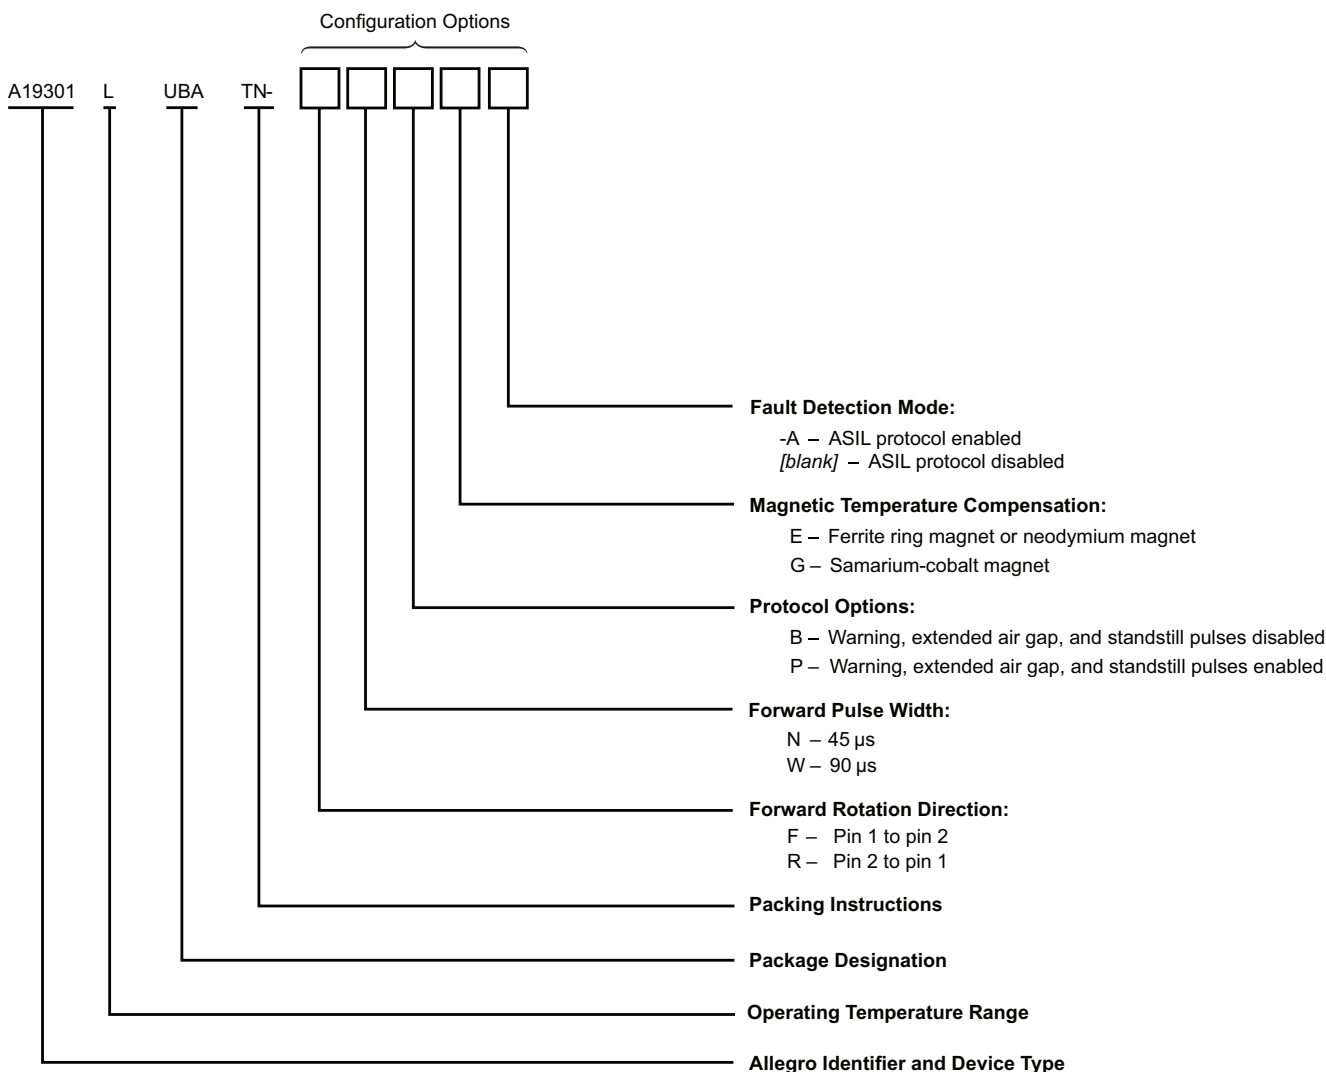 Configuration Options
A19301 L UBA TN-
Fault Detection Mode:
-A – ASIL protocol enabled
[blank] – ASIL protocol disabled
Magnetic Temperature Compensation:
E – Ferrite ring magnet or neodymium magnet
G – Samarium-cobalt magnet
Protocol Options:
B – Warning, extended air gap, and standstill pulses disabled
P – Warning, extended air gap, and standstill pulses enabled
Forward Pulse Width:
N – 45 µs
W – 90 µs
Forward Rotation Direction:
F – Pin 1 to pin 2
R – Pin 2 to pin 1
Packing Instructions
Package Designation
Operating Temperature Range
Allegro Identifier and Device Type